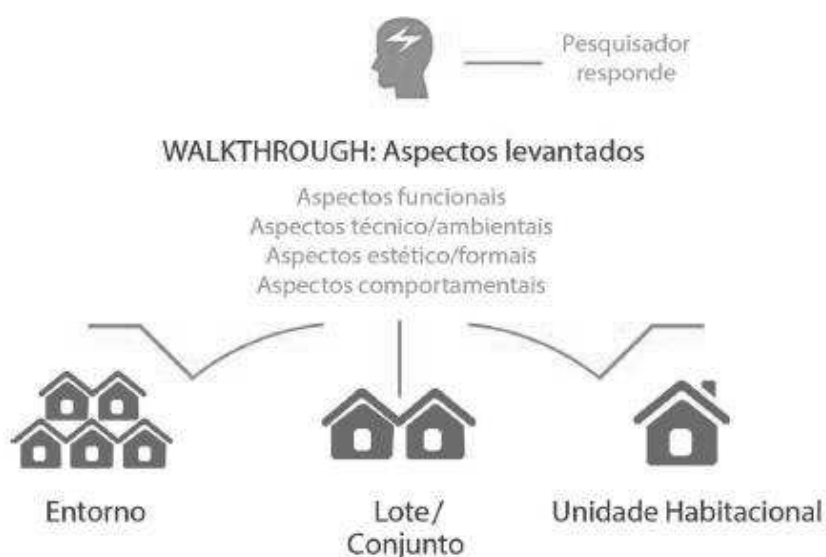 Pesquisador
responde
WALKTHROUGH: Aspectos levantados
Aspectos funcionais
Aspectos técnico/ambientais
Aspectos estético/formais
Aspectos comportamentais
Entorno
Lote/
Conjunto
Unidade Habitacional